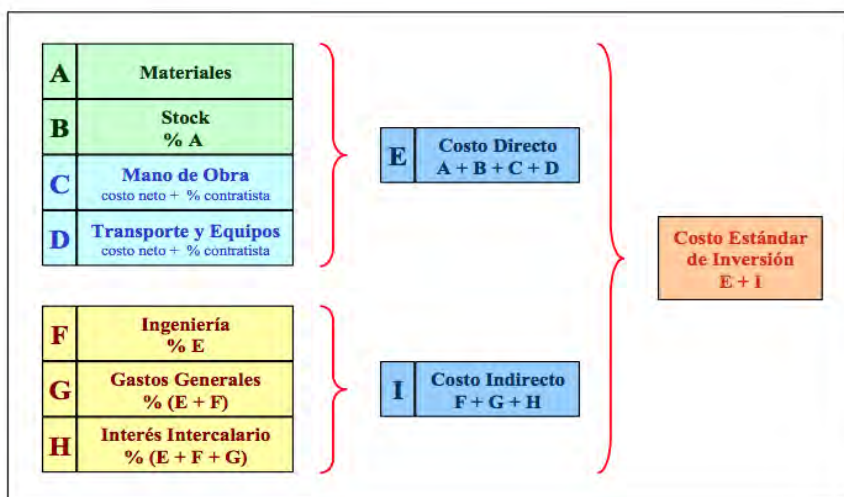 A
Materiales
B
Stock
% A
C
Mano de Obra
costo neto + % contratista
D
Transporte y Equipos
costo neto + % contratista
E
Costo Directo
A + B + C + D
F
Ingeniería
% E
G
Gastos Generales
% (E + F)
H
Interés Intercalario
% (E + F + G)
I
Costo Indirecto
F + G + H
Costo Estándar
de Inversión
E + I